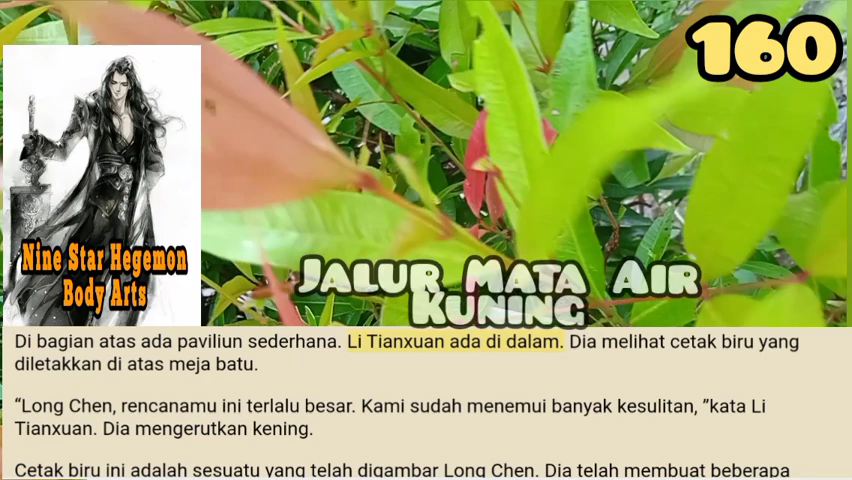 160
Nine Star Hegemon
Body Arts
Jalur Mata Air
Kuning
Di bagian atas ada paviliun sederhana. Li Tianxuan ada di dalam. Dia melihat cetak biru yang
diletakkan di atas meja batu.
“Long Chen, rencanamu ini terlalu besar. Kami sudah menemui banyak kesulitan, ”kata Li
Tianxuan. Dia mengerutkan kening.
Cetak biru ini adalah sesuatu yang telah digambar Long Chen. Dia telah membuat beberapa